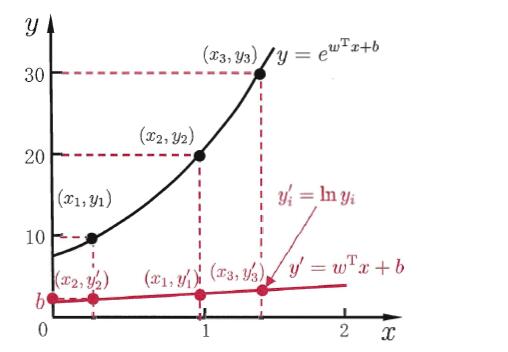 y
(x₃, y₃) y = e^{wᵀx+b}
30
(x₂, y₂)
20
(x₁, y₁)
y′ᵢ = ln yᵢ
10
(x₂, y′₂) (x₁, y′₁) (x₃, y′₃) y′ = wᵀx + b
b
0 1 2 x